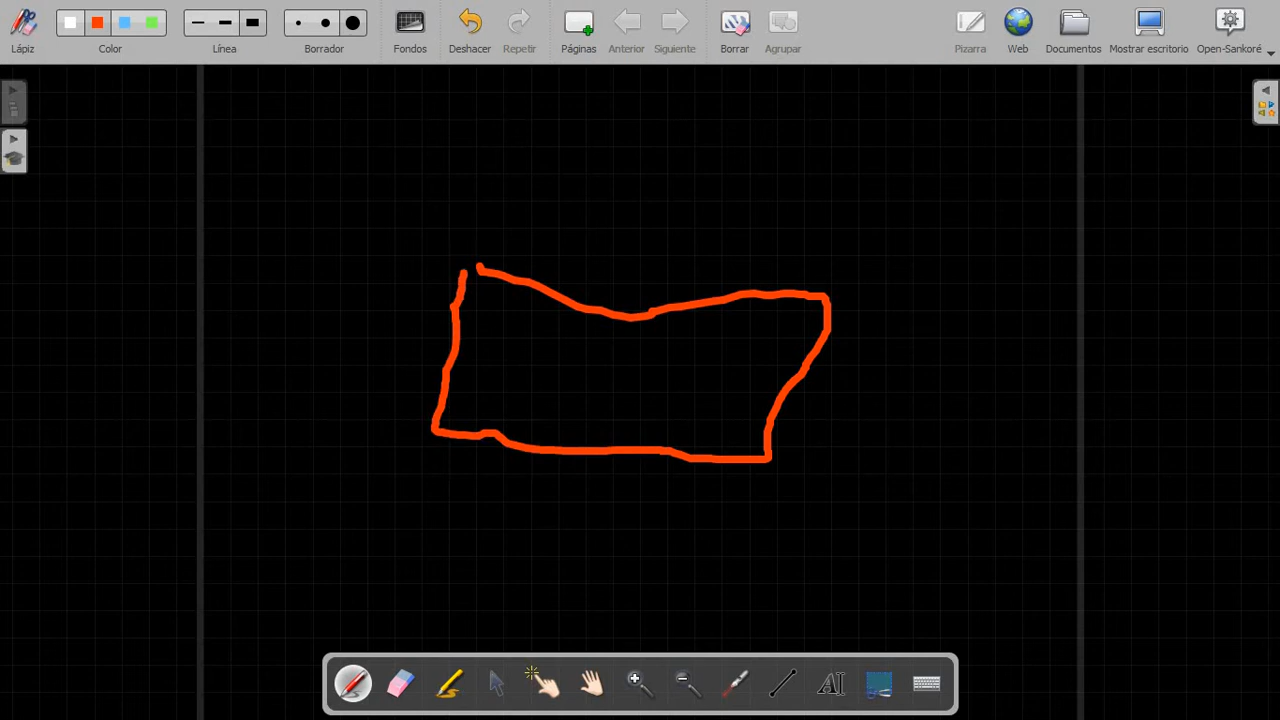 Lápiz Color Línea Borrador Fondos Deshacer Repetir Páginas Anterior Siguiente Borrar Agrupar Pizarra Web Documentos Mostrar escritorio Open-Sankoré
AI